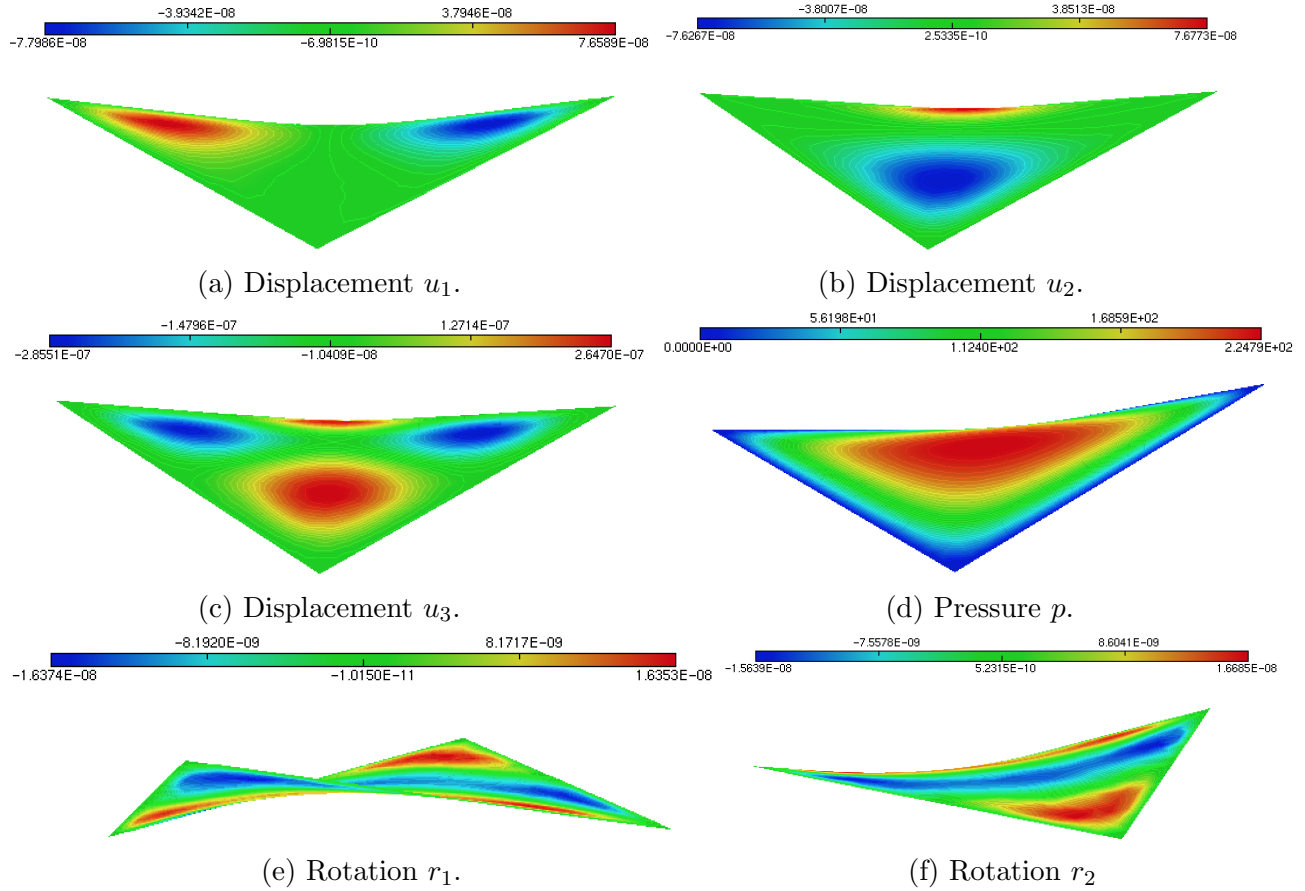 −3.9342E−08 3.7946E−08
−7.7986E−08 −6.9815E−10 7.6589E−08
−3.8007E−08 3.8513E−08
−7.6267E−08 2.5335E−10 7.6773E−08
(a) Displacement u₁.
(b) Displacement u₂.
−1.4796E−07 1.2714E−07
−2.8551E−07 −1.0409E−08 2.6470E−07
5.6198E+01 1.6859E+02
0.0000E+00 1.1240E+02 2.2479E+02
(c) Displacement u₃.
(d) Pressure p.
−8.1920E−09 8.1717E−09
−1.6374E−08 −1.0150E−11 1.6353E−08
−7.5578E−09 8.6041E−09
−1.5639E−08 5.2315E−10 1.6685E−08
(e) Rotation r₁.
(f) Rotation r₂